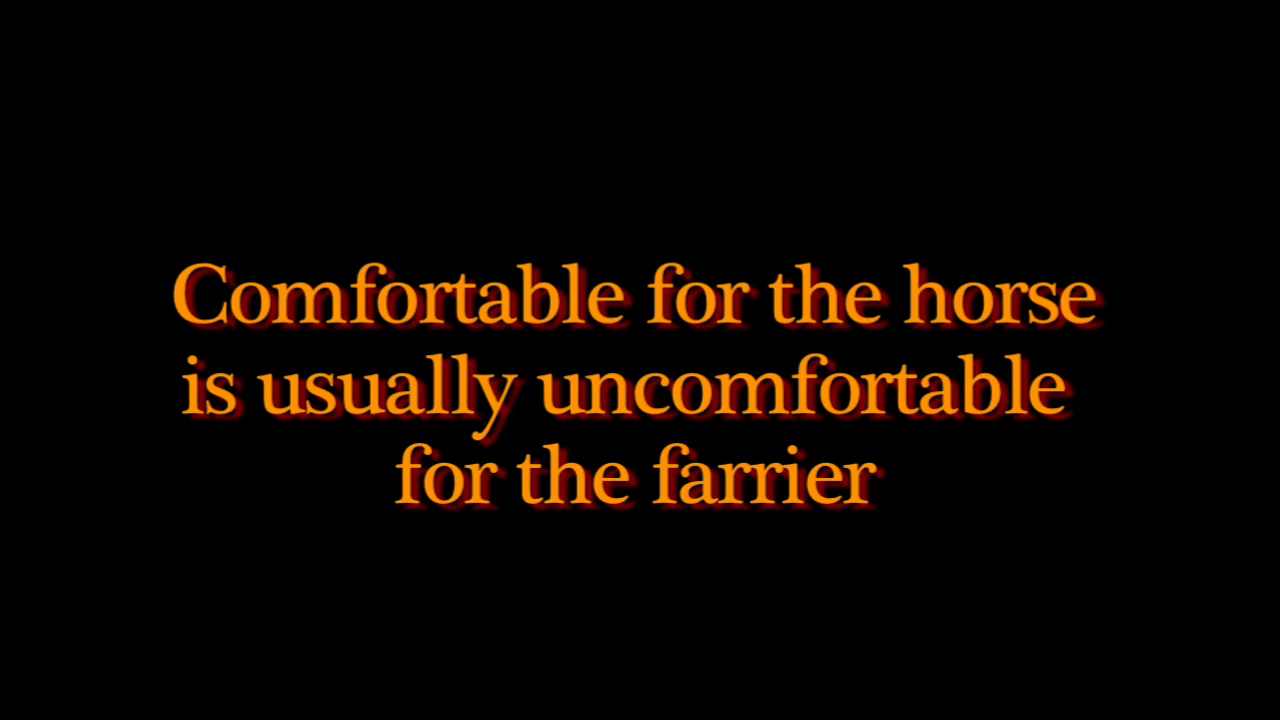 Comfortable for the horse
is usually uncomfortable
for the farrier